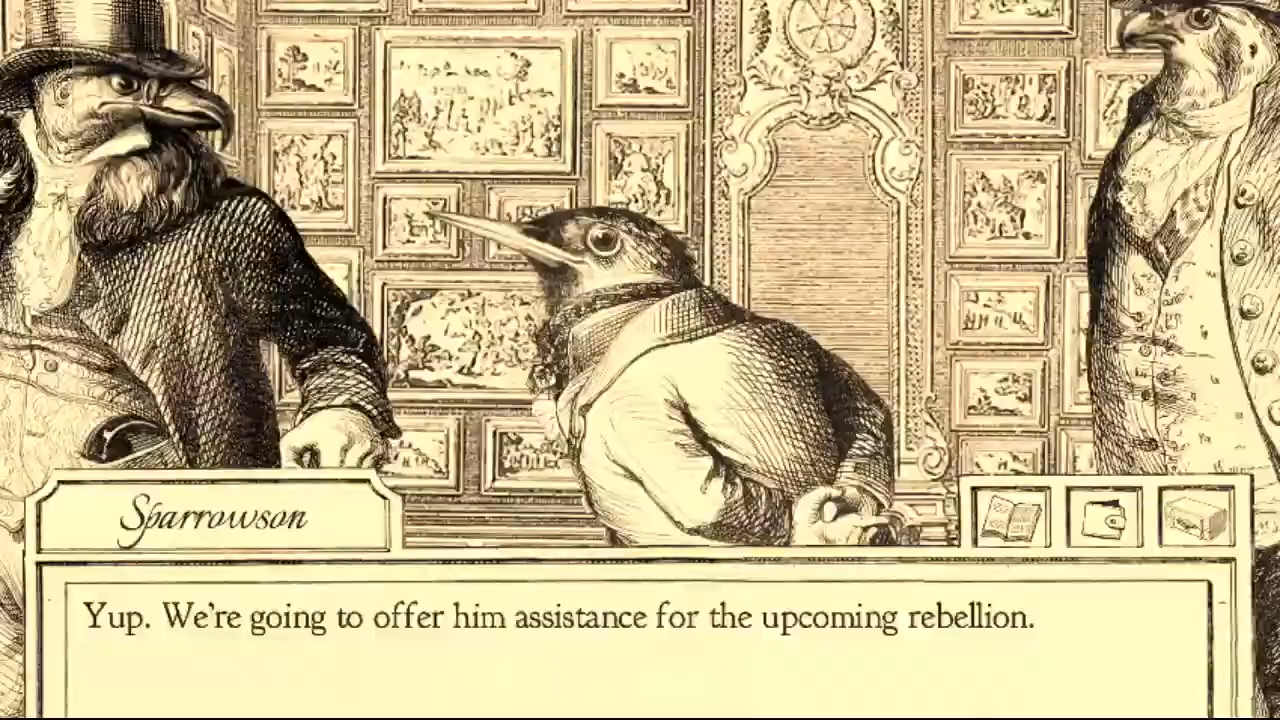 Sparrowson
Yup. We're going to offer him assistance for the upcoming rebellion.